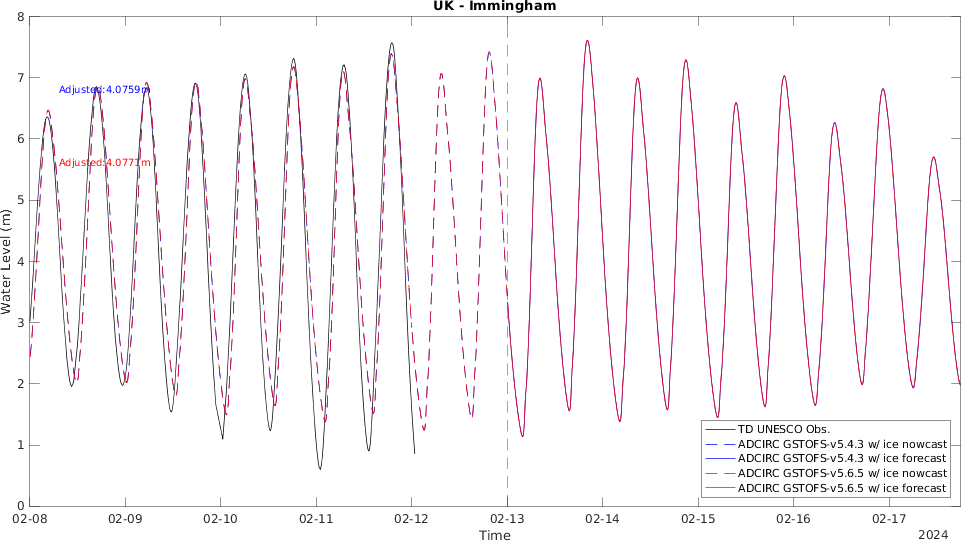 UK - Immingham
8
7
6
5
4
3
2
1
0
Water Level (m)
Adjusted:4.0759m
Adjusted:4.0771m
TD UNESCO Obs.
ADCIRC GSTOFS-v5.4.3 w/ ice nowcast
ADCIRC GSTOFS-v5.4.3 w/ ice forecast
ADCIRC GSTOFS-v5.6.5 w/ ice nowcast
ADCIRC GSTOFS-v5.6.5 w/ ice forecast
02-08 02-09 02-10 02-11 02-12 02-13 02-14 02-15 02-16 02-17
Time
2024